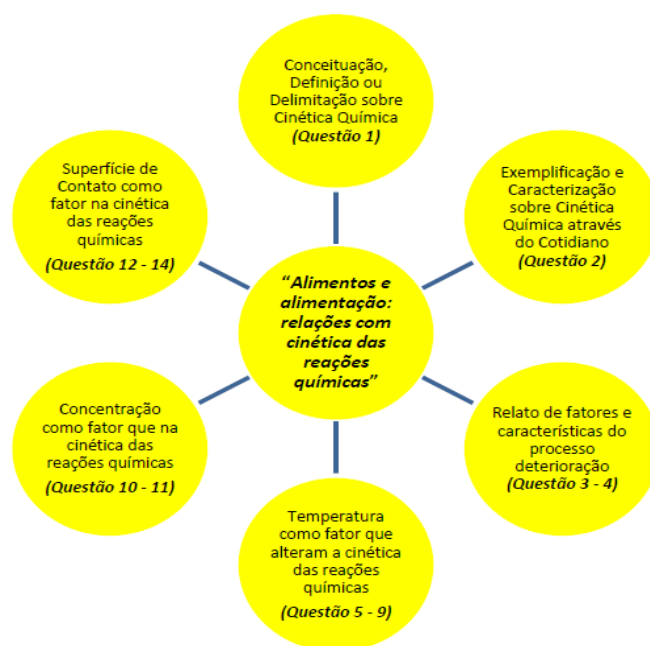 Conceituação,
Definição ou
Delimitação sobre
Cinética Química
(Questão 1)
Exemplificação e
Caracterização
sobre Cinética
Química através
do Cotidiano
(Questão 2)
Relato de fatores e
características do
processo
deterioração
(Questão 3 - 4)
Temperatura
como fator que
alteram a cinética
das reações
químicas
(Questão 5 - 9)
Concentração
como fator que na
cinética das
reações químicas
(Questão 10 - 11)
Superfície de
Contato como
fator na cinética
das reações
químicas
(Questão 12 - 14)
“Alimentos e
alimentação:
relações com
cinética das
reações
químicas”